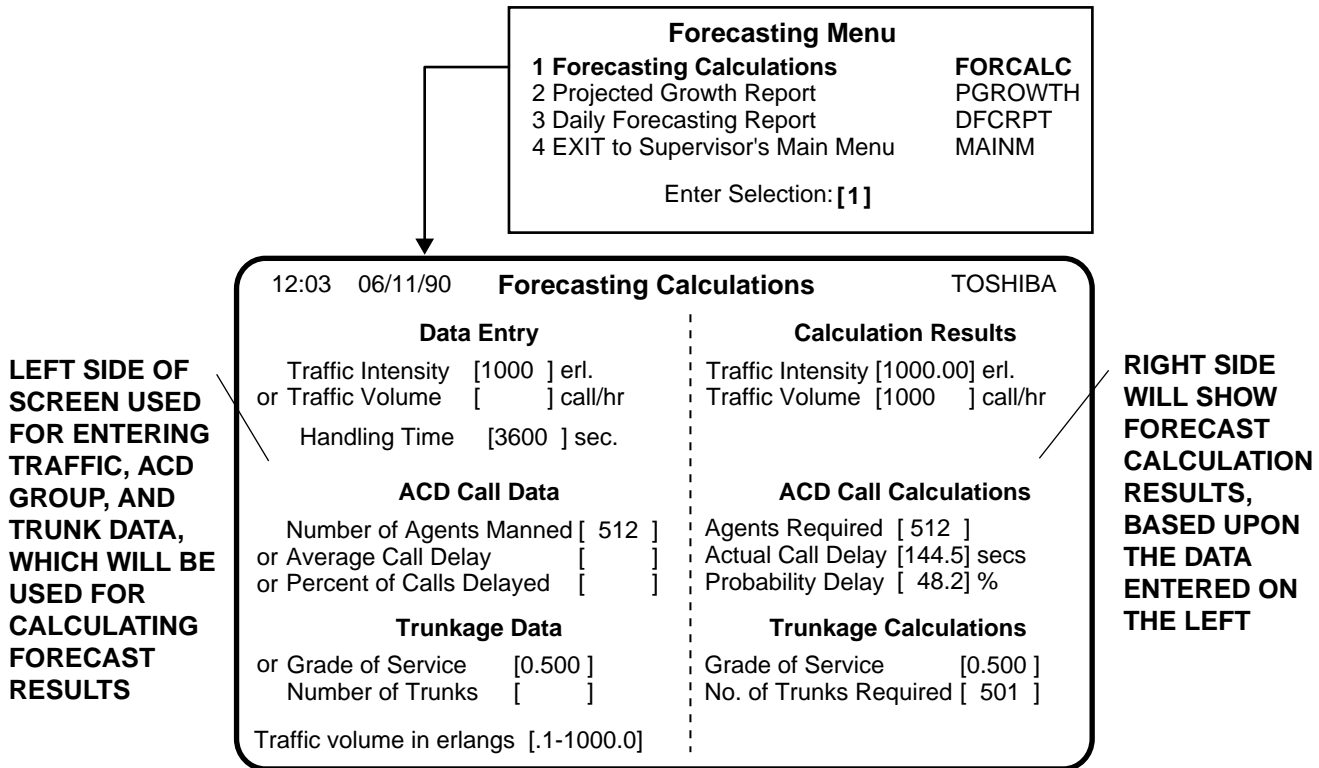 Forecasting Menu
1 Forecasting Calculations FORCALC
2 Projected Growth Report PGROWTH
3 Daily Forecasting Report DFCRPT
4 EXIT to Supervisor's Main Menu MAINM
Enter Selection: [1]
12:03 06/11/90 Forecasting Calculations TOSHIBA
Data Entry
Traffic Intensity [1000 ] erl.
or Traffic Volume [ ] call/hr
Handling Time [3600 ] sec.
ACD Call Data
Number of Agents Manned [ 512 ]
or Average Call Delay [ ]
or Percent of Calls Delayed [ ]
Trunkage Data
or Grade of Service [0.500 ]
Number of Trunks [ ]
Traffic volume in erlangs [.1-1000.0]
Calculation Results
Traffic Intensity [1000.00] erl.
Traffic Volume [1000 ] call/hr
ACD Call Calculations
Agents Required [ 512 ]
Actual Call Delay [144.5] secs
Probability Delay [ 48.2] %
Trunkage Calculations
Grade of Service [0.500 ]
No. of Trunks Required [ 501 ]
LEFT SIDE OF
SCREEN USED
FOR ENTERING
TRAFFIC, ACD
GROUP, AND
TRUNK DATA,
WHICH WILL BE
USED FOR
CALCULATING
FORECAST
RESULTS
RIGHT SIDE
WILL SHOW
FORECAST
CALCULATION
RESULTS,
BASED UPON
THE DATA
ENTERED ON
THE LEFT